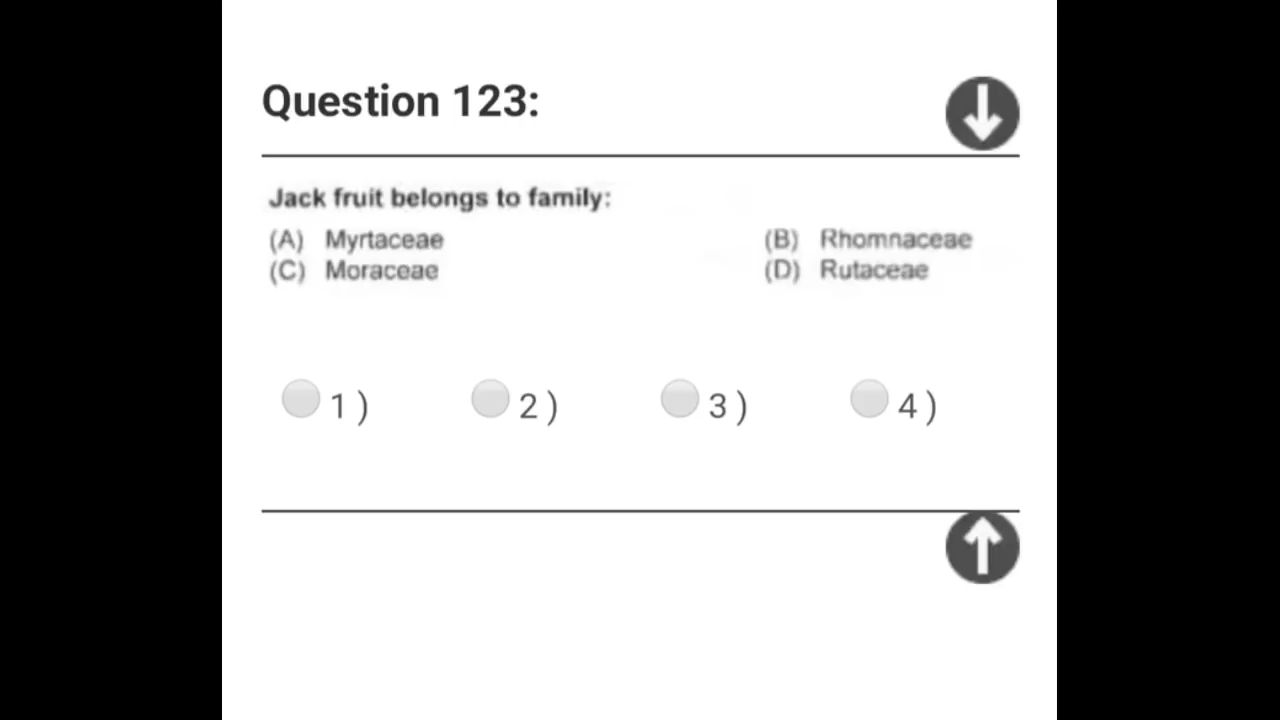 Question 123:
Jack fruit belongs to family:
(A) Myrtaceae (B) Rhomnaceae
(C) Moraceae (D) Rutaceae
1 ) 2 ) 3 ) 4 )